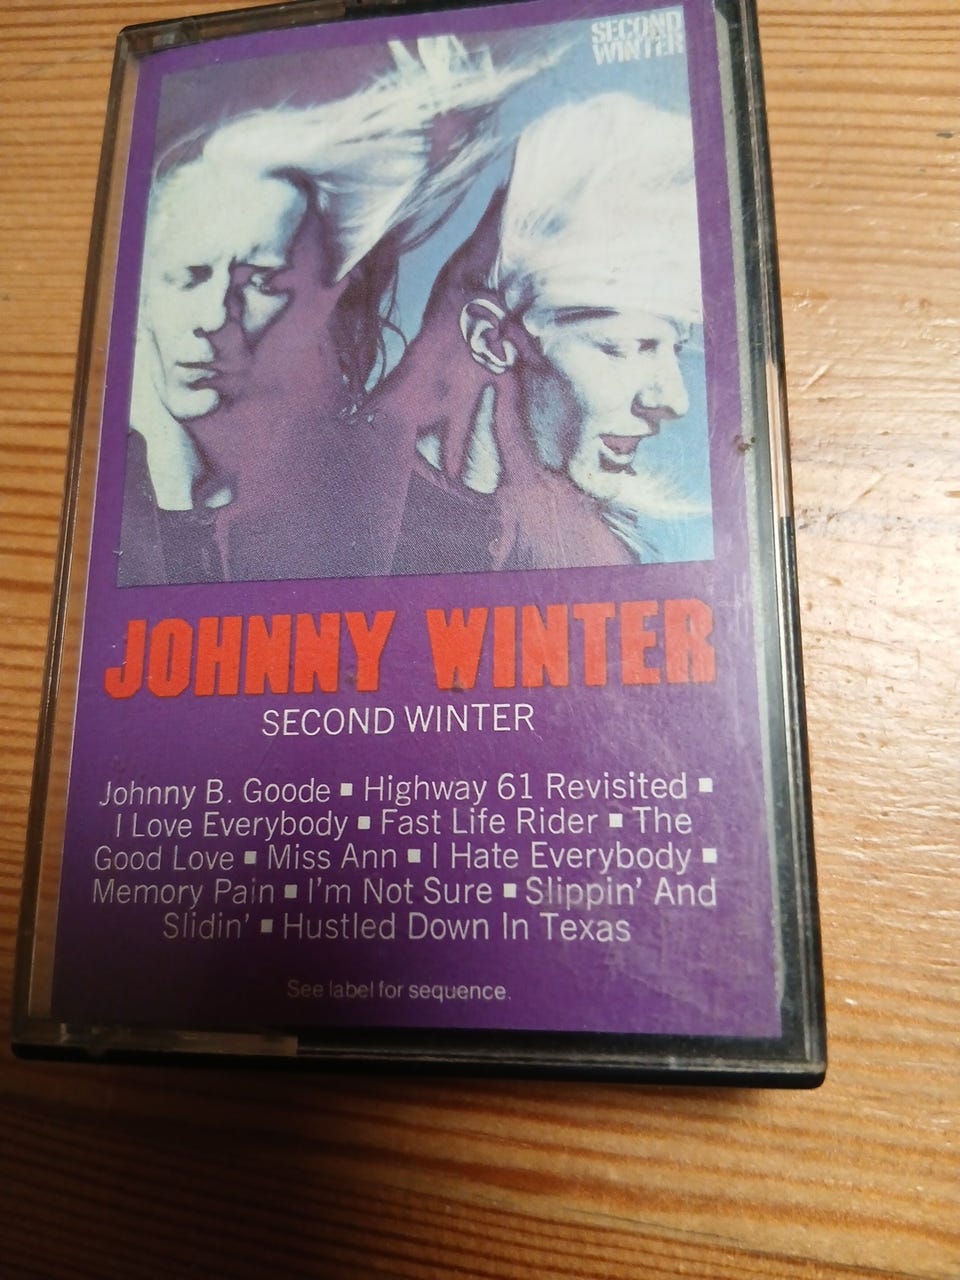 SECOND
WINTER
JOHNNY WINTER
SECOND WINTER
Johnny B. Goode ▪ Highway 61 Revisited ▪
I Love Everybody ▪ Fast Life Rider ▪ The
Good Love ▪ Miss Ann ▪ I Hate Everybody ▪
Memory Pain ▪ I'm Not Sure ▪ Slippin' And
Slidin' ▪ Hustled Down In Texas
See label for sequence.